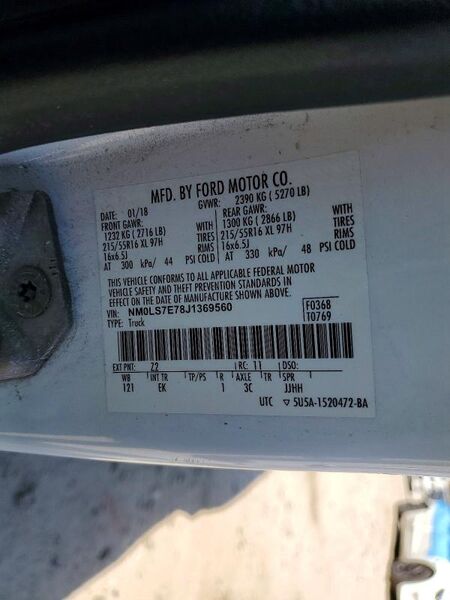 MFD. BY FORD MOTOR CO.
DATE: 01/18 GVWR: 2390 KG ( 5270 LB)
FRONT GAWR: REAR GAWR:
1232 KG ( 2716 LB) 1300 KG ( 2866 LB)
215/55R16 XL 97H TIRES 215/55R16 XL 97H TIRES
16x6.5J RIMS 16x6.5J RIMS
AT 300 kPa/ 44 PSI COLD AT 330 kPa/ 48 PSI COLD
THIS VEHICLE CONFORMS TO ALL APPLICABLE FEDERAL MOTOR
VEHICLE SAFETY AND THEFT PREVENTION STANDARDS IN
EFFECT ON THE DATE OF MANUFACTURE SHOWN ABOVE.
VIN: NM0LS7E78J1369560 F0368
TYPE: Truck T0769
EXT PNT: Z2 RC: 11 DSO:
WB INT TR TP/PS R AXLE TR SPR
121 EK 1 3C JJHH
UTC ▽ 5U5A-1520472-BA